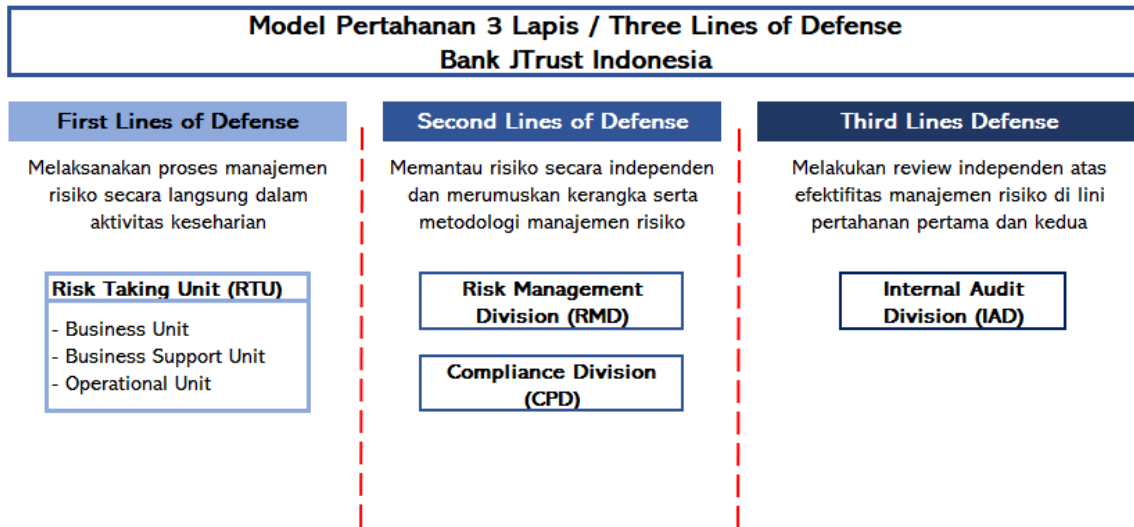 Model Pertahanan 3 Lapis / Three Lines of Defense
Bank JTrust Indonesia
First Lines of Defense
Melaksanakan proses manajemen
risiko secara langsung dalam
aktivitas keseharian
Risk Taking Unit (RTU)
- Business Unit
- Business Support Unit
- Operational Unit
Second Lines of Defense
Memantau risiko secara independen
dan merumuskan kerangka serta
metodologi manajemen risiko
Risk Management
Division (RMD)
Compliance Division
(CPD)
Third Lines Defense
Melakukan review independen atas
efektifitas manajemen risiko di lini
pertahanan pertama dan kedua
Internal Audit
Division (IAD)